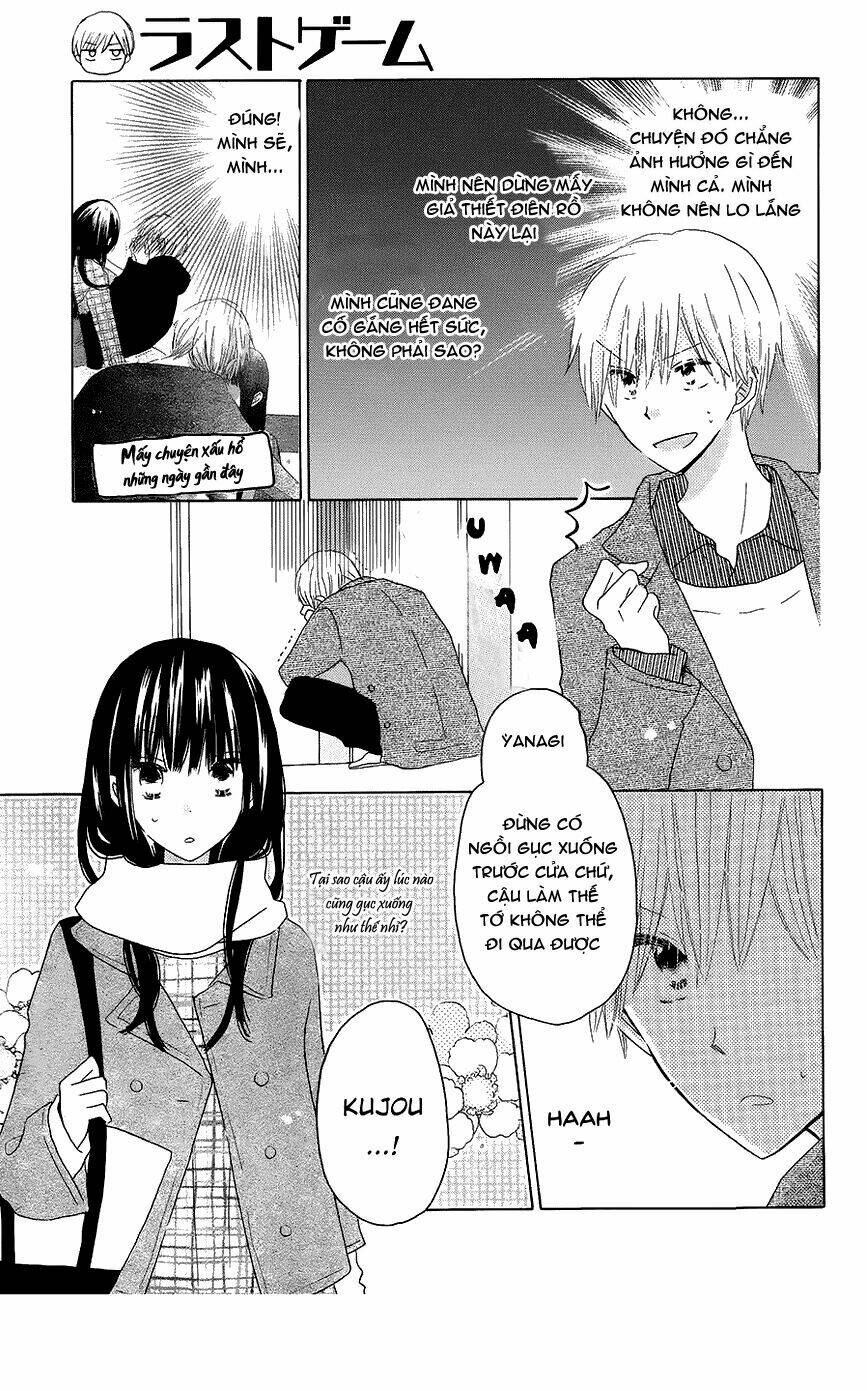 ラストゲーム
KHÔNG...
CHUYỆN ĐÓ CHẲNG
ẢNH HƯỞNG GÌ ĐẾN
MÌNH CẢ. MÌNH
KHÔNG NÊN LO LẮNG
MÌNH NÊN DỪNG MẤY
GIẢ THIẾT ĐIÊN RỒ
NÀY LẠI
MÌNH CŨNG ĐANG
CỐ GẮNG HẾT SỨC,
KHÔNG PHẢI SAO?
ĐÚNG!
MÌNH SẼ,
MÌNH...
Mấy chuyện xấu hổ
những ngày gần đây
UWAA
YANAGI
ĐỪNG CÓ
NGỒI GỤC XUỐNG
TRƯỚC CỬA CHỨ,
CẬU LÀM THẾ
TỚ KHÔNG THỂ
ĐI QUA ĐƯỢC
HAAH
-
Tại sao cậu ấy lúc nào
cũng gục xuống
như thế nhỉ?
KUJOU
...!